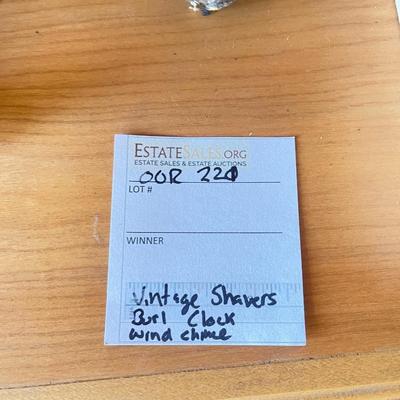 ESTATESALES.ORG
ESTATE SALES & ESTATE AUCTIONS
OOR 220
LOT #
WINNER
Vintage Shavers
Burl Clock
wind chime